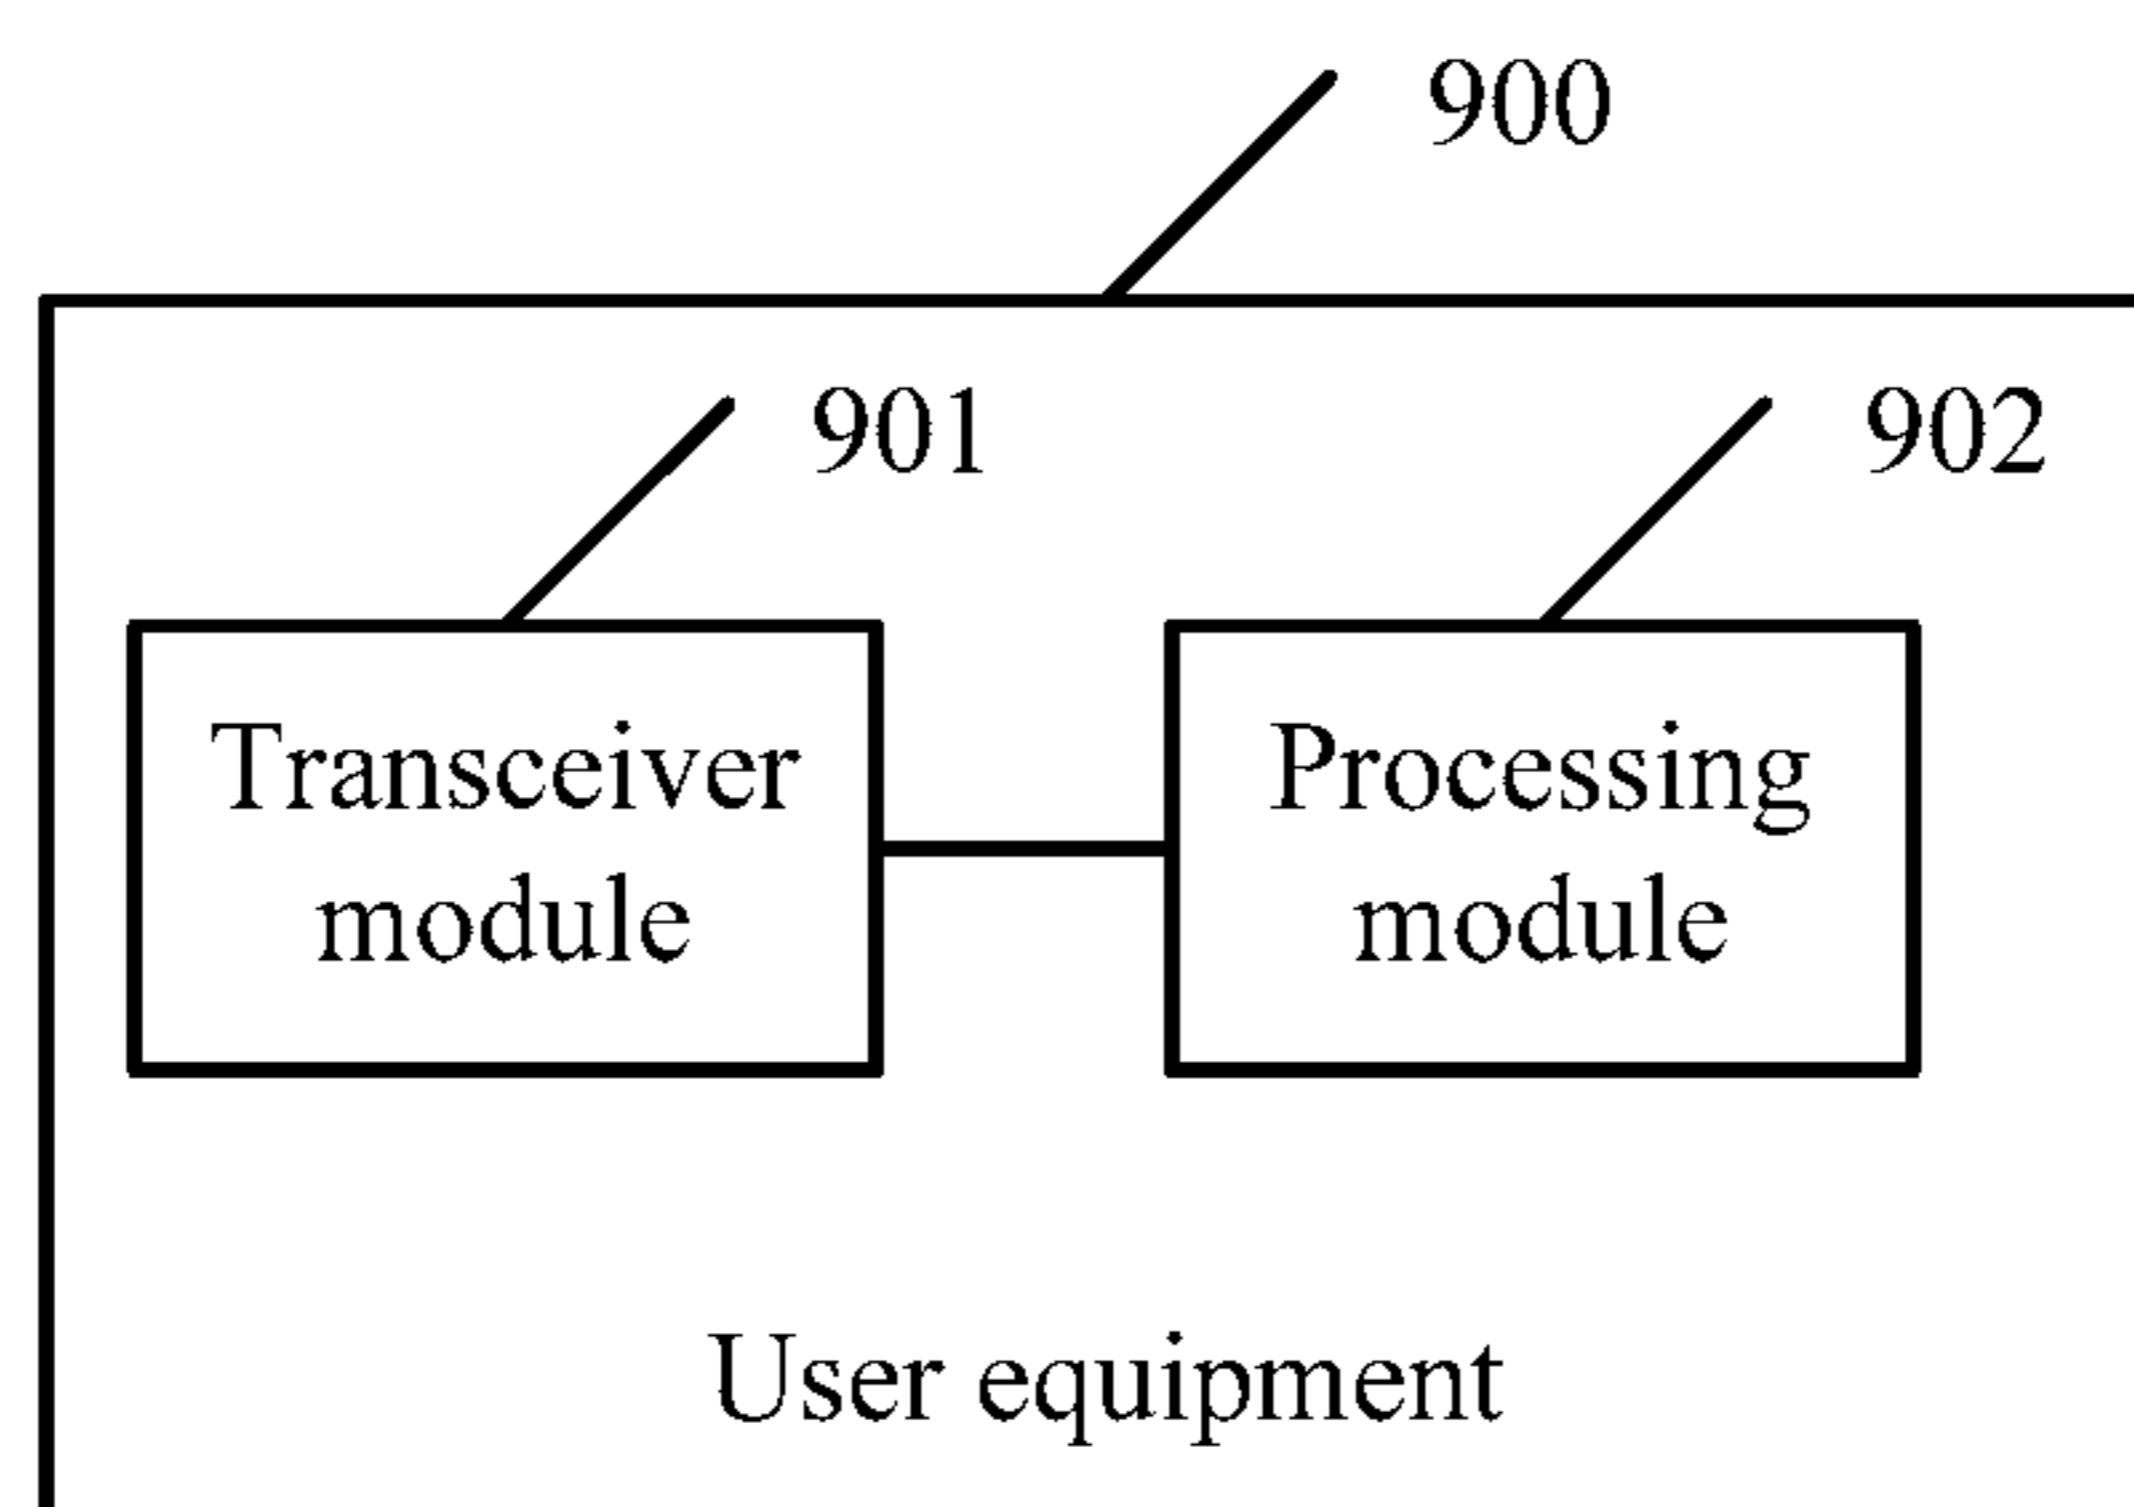 900
901
902
Transceiver
module
Processing
module
User equipment